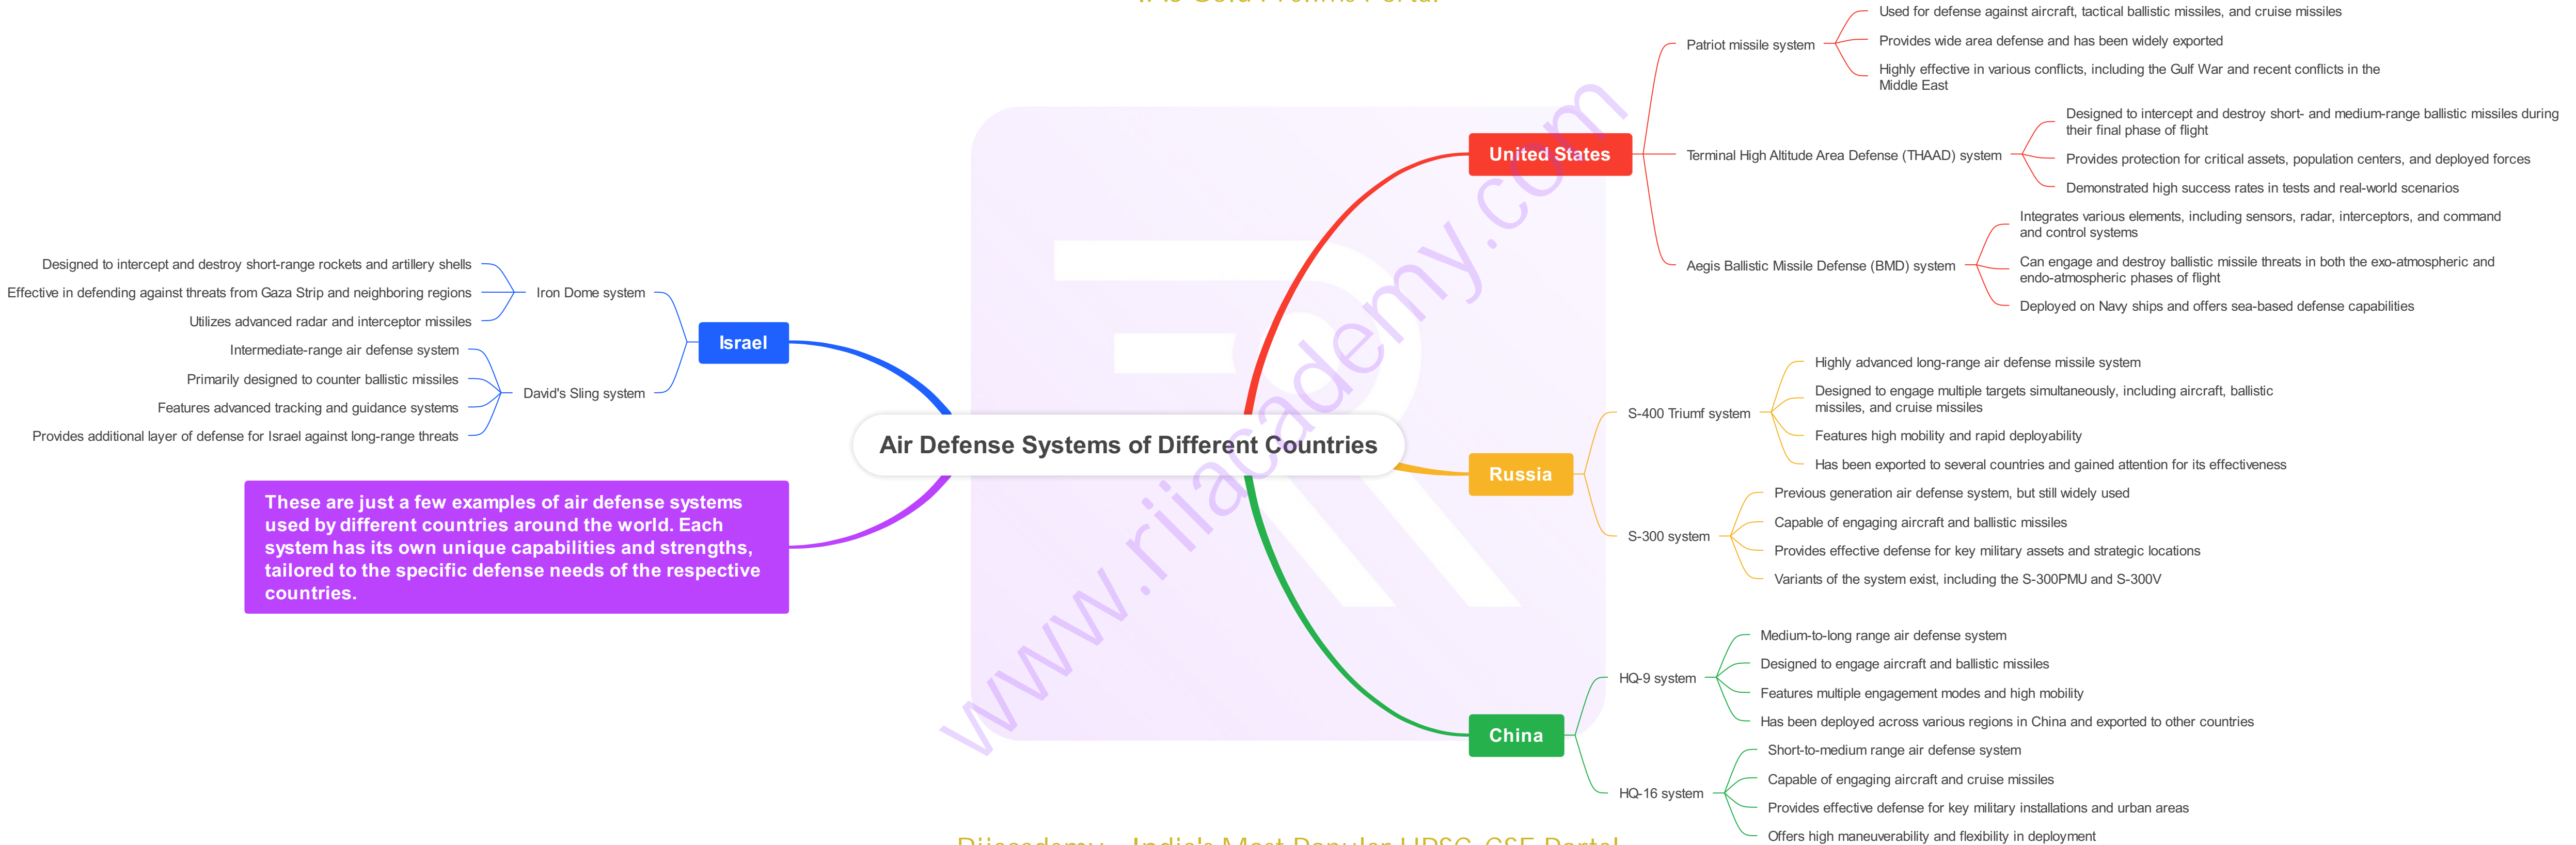 IAS Gold Prelims Portal
Used for defense against aircraft, tactical ballistic missiles, and cruise missiles
Patriot missile system
Provides wide area defense and has been widely exported
Highly effective in various conflicts, including the Gulf War and recent conflicts in the
Middle East
United States
Designed to intercept and destroy short- and medium-range ballistic missiles during
their final phase of flight
Terminal High Altitude Area Defense (THAAD) system
Provides protection for critical assets, population centers, and deployed forces
Demonstrated high success rates in tests and real-world scenarios
Integrates various elements, including sensors, radar, interceptors, and command
and control systems
Aegis Ballistic Missile Defense (BMD) system
Can engage and destroy ballistic missile threats in both the exo-atmospheric and
endo-atmospheric phases of flight
Deployed on Navy ships and offers sea-based defense capabilities
Designed to intercept and destroy short-range rockets and artillery shells
Effective in defending against threats from Gaza Strip and neighboring regions
Iron Dome system
Utilizes advanced radar and interceptor missiles
Israel
Intermediate-range air defense system
Primarily designed to counter ballistic missiles
David's Sling system
Features advanced tracking and guidance systems
Provides additional layer of defense for Israel against long-range threats
Air Defense Systems of Different Countries
Highly advanced long-range air defense missile system
Designed to engage multiple targets simultaneously, including aircraft, ballistic
missiles, and cruise missiles
S-400 Triumf system
Features high mobility and rapid deployability
Has been exported to several countries and gained attention for its effectiveness
Russia
Previous generation air defense system, but still widely used
Capable of engaging aircraft and ballistic missiles
S-300 system
Provides effective defense for key military assets and strategic locations
Variants of the system exist, including the S-300PMU and S-300V
These are just a few examples of air defense systems
used by different countries around the world. Each
system has its own unique capabilities and strengths,
tailored to the specific defense needs of the respective
countries.
Medium-to-long range air defense system
Designed to engage aircraft and ballistic missiles
HQ-9 system
Features multiple engagement modes and high mobility
Has been deployed across various regions in China and exported to other countries
China
Short-to-medium range air defense system
Capable of engaging aircraft and cruise missiles
HQ-16 system
Provides effective defense for key military installations and urban areas
Offers high maneuverability and flexibility in deployment
www.riiacademy.com
Riiacademy - India's Most Popular UPSC-CSE Portal